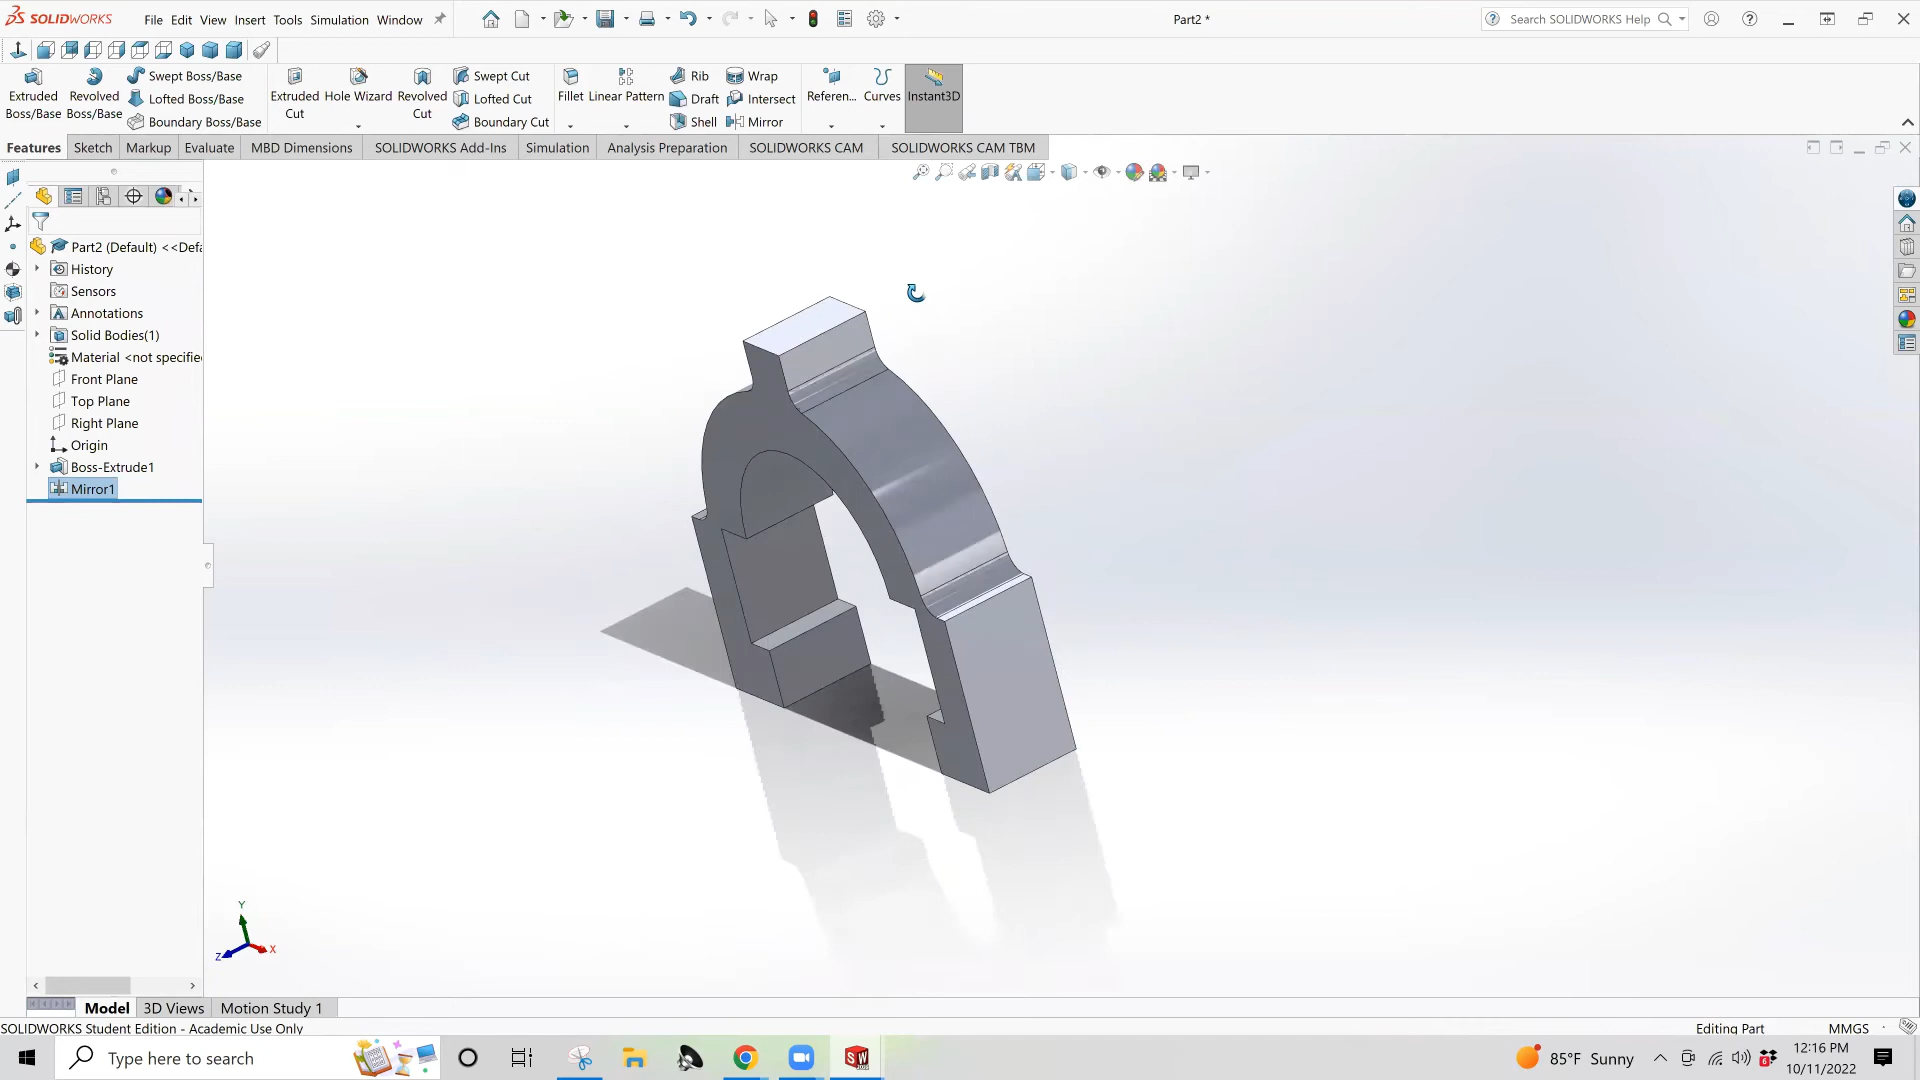 SOLIDWORKS File Edit View Insert Tools Simulation Window Part2 * Search SOLIDWORKS Help
Extruded Boss/Base
Revolved Boss/Base
Swept Boss/Base
Lofted Boss/Base
Boundary Boss/Base
Extruded Cut
Hole Wizard
Revolved Cut
Swept Cut
Lofted Cut
Boundary Cut
Fillet
Linear Pattern
Rib
Draft
Shell
Wrap
Intersect
Mirror
Referen...
Curves
Instant3D
Features Sketch Markup Evaluate MBD Dimensions SOLIDWORKS Add-Ins Simulation Analysis Preparation SOLIDWORKS CAM SOLIDWORKS CAM TBM
Part2 (Default) <<Defa
History
Sensors
Annotations
Solid Bodies(1)
Material <not specifie
Front Plane
Top Plane
Right Plane
Origin
Boss-Extrude1
Mirror1
Y
X
Z
Model 3D Views Motion Study 1
SOLIDWORKS Student Edition - Academic Use Only Editing Part MMGS
Type here to search
85°F Sunny
12:16 PM
10/11/2022